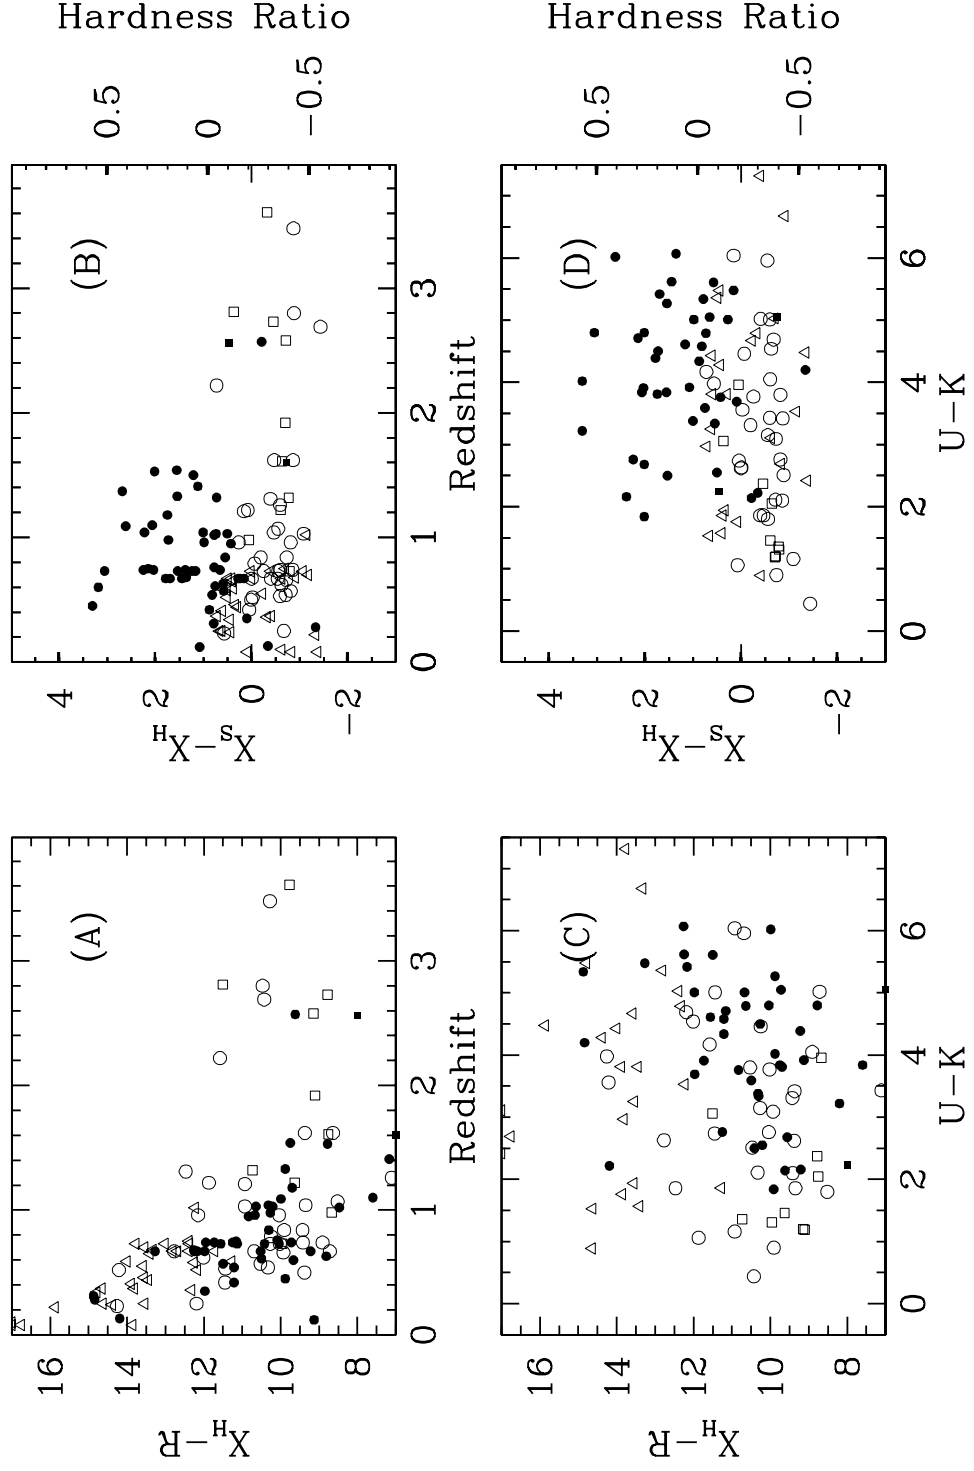 (A)
16
14
12
10
8
X_H−R
0
1
2
3
Redshift
(B)
4
2
0
−2
X_S−X_H
0
1
2
3
Redshift
0.5
0
−0.5
Hardness Ratio
(C)
16
14
12
10
8
X_H−R
0
2
4
6
U−K
(D)
4
2
0
−2
X_S−X_H
0
2
4
6
U−K
0.5
0
−0.5
Hardness Ratio